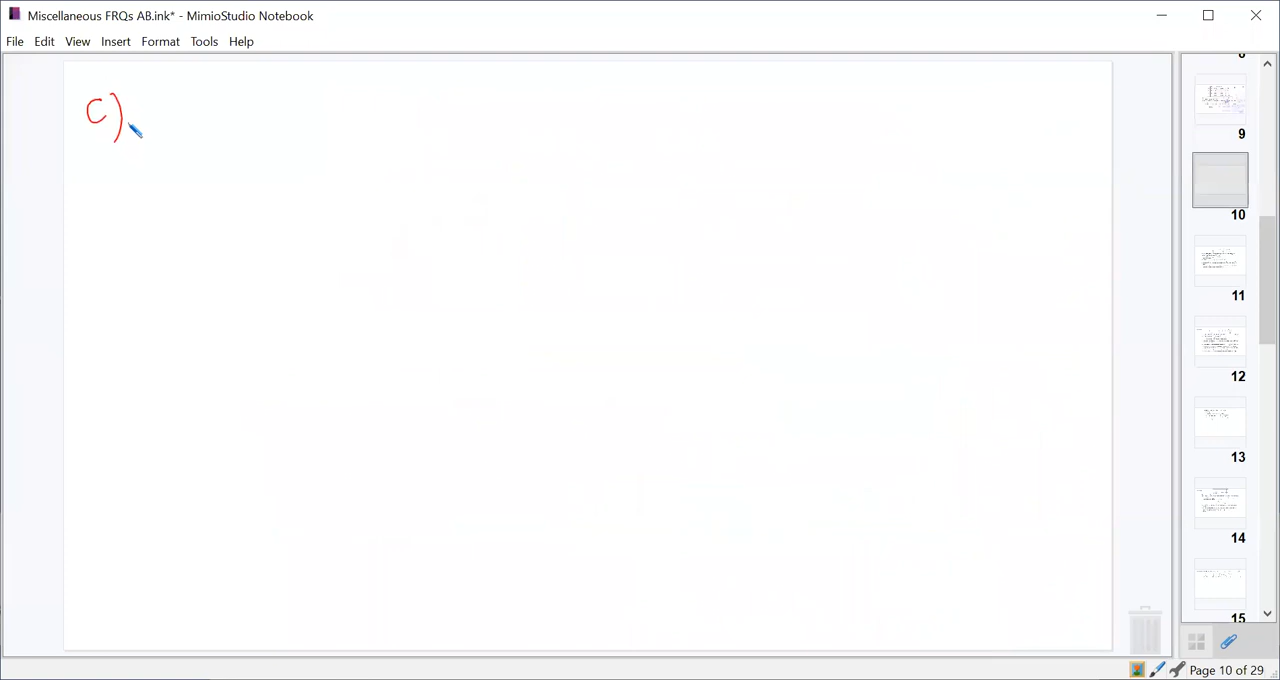 Miscellaneous FRQs AB.ink* - MimioStudio Notebook
File Edit View Insert Format Tools Help
C)
8
9
10
11
12
13
14
15
Page 10 of 29